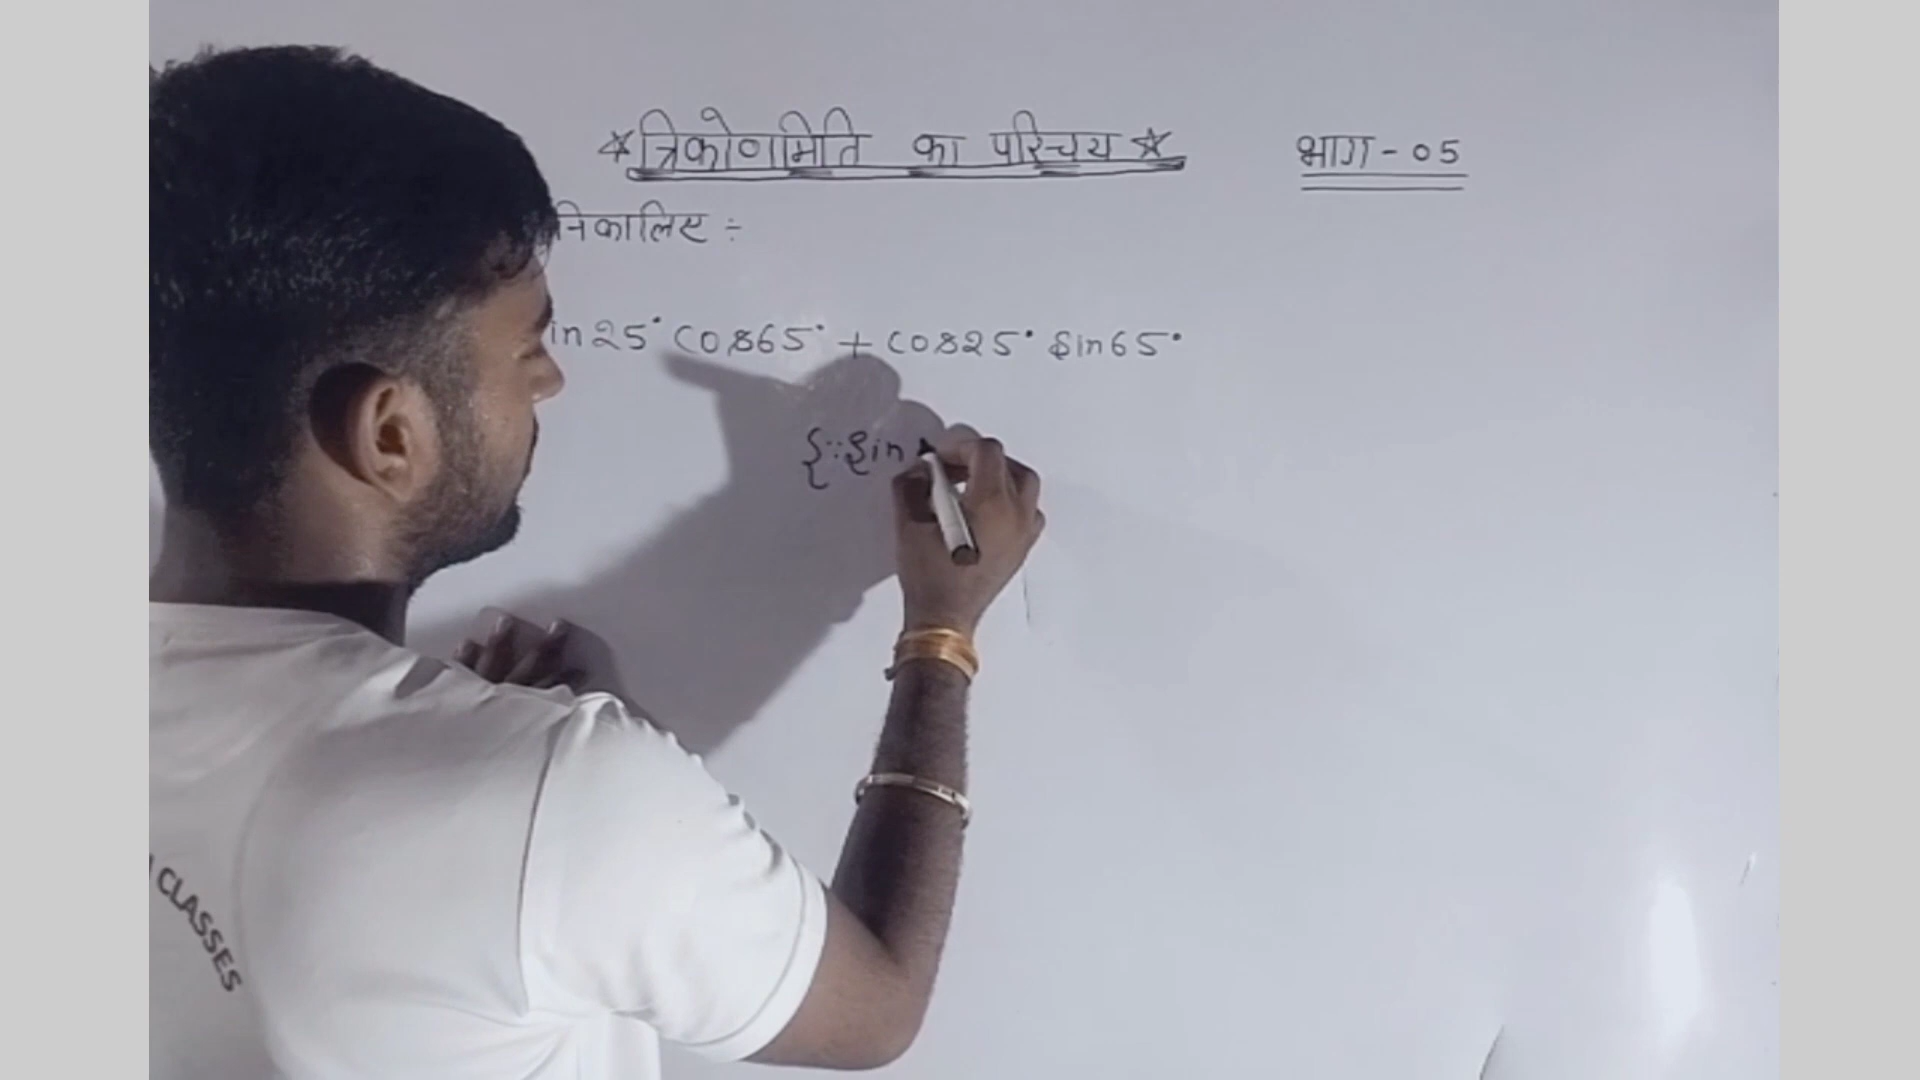 ☆ त्रिकोणमिति का परिचय ☆ भाग - 05
निकालिए ÷
in25° cos65° + cos25° sin65°
{∵ sin
CLASSES